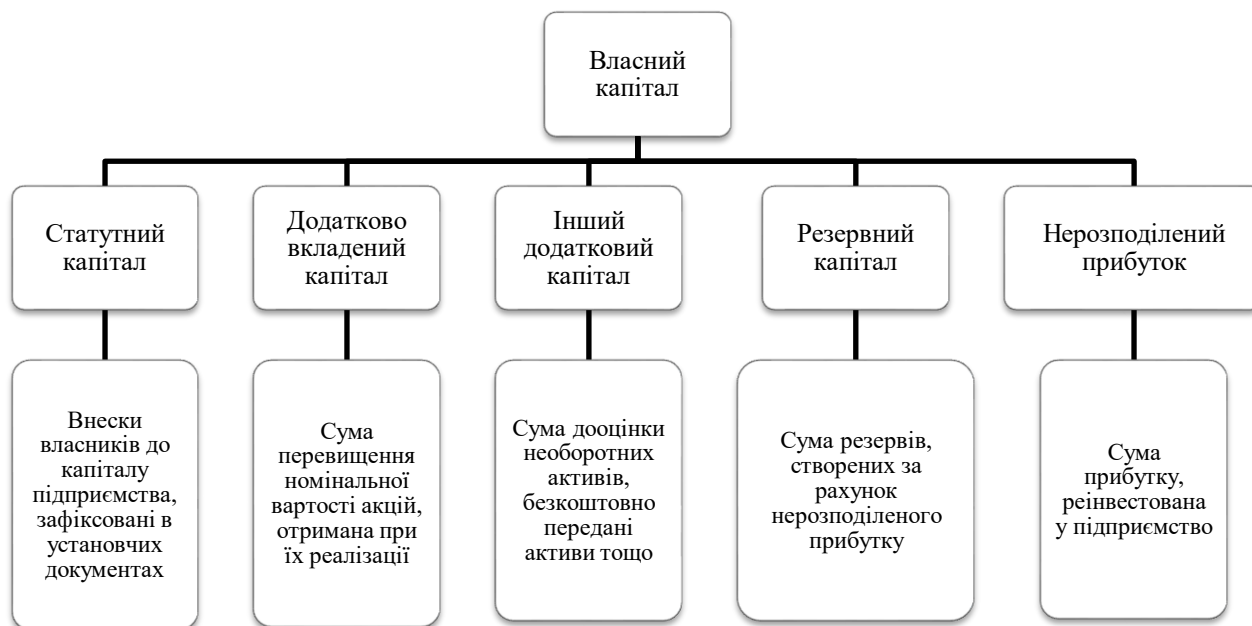 Власний
капітал
Статутний
капітал
Додатково
вкладений
капітал
Інший
додатковий
капітал
Резервний
капітал
Нерозподілений
прибуток
Внески
власників до
капіталу
підприємства,
зафіксовані в
установчих
документах
Сума
перевищення
номінальної
вартості акцій,
отримана при
їх реалізації
Сума дооцінки
необоротних
активів,
безкоштовно
передані
активи тощо
Сума резервів,
створених за
рахунок
нерозподіленого
прибутку
Сума
прибутку,
реінвестована
у підприємство